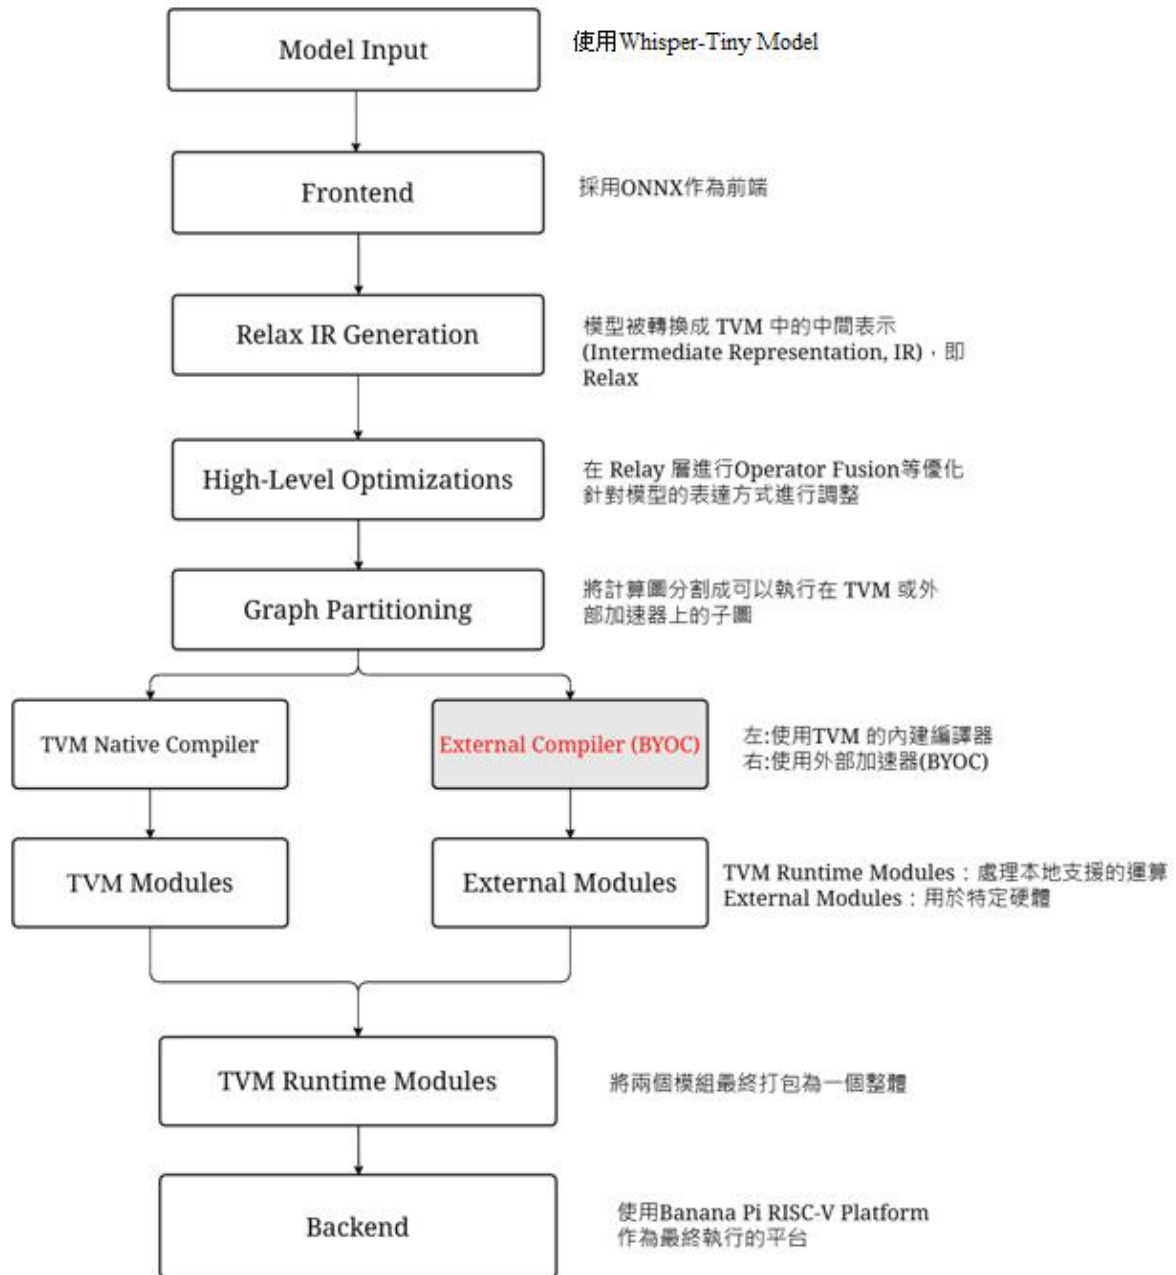 Model Input
使用Whisper-Tiny Model
Frontend
採用ONNX作為前端
Relax IR Generation
模型被轉換成 TVM 中的中間表示
(Intermediate Representation, IR)，即
Relax
High-Level Optimizations
在 Relay 層進行Operator Fusion等優化
針對模型的表達方式進行調整
Graph Partitioning
將計算圖分割成可以執行在 TVM 或外
部加速器上的子圖
TVM Native Compiler
External Compiler (BYOC)
左:使用TVM 的內建編譯器
右:使用外部加速器(BYOC)
TVM Modules
External Modules
TVM Runtime Modules：處理本地支援的運算
External Modules：用於特定硬體
TVM Runtime Modules
將兩個模組最終打包為一個整體
Backend
使用Banana Pi RISC-V Platform
作為最終執行的平台